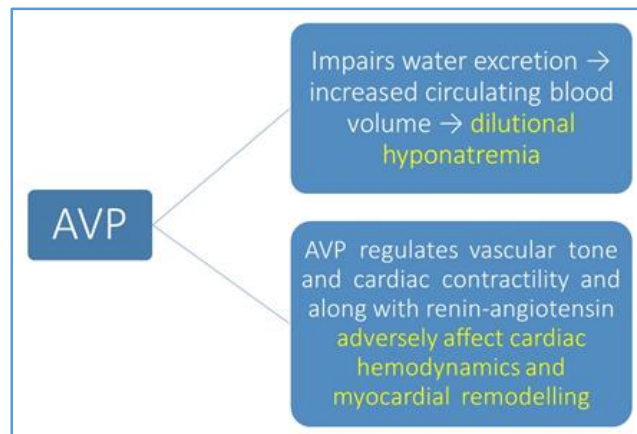 AVP
Impairs water excretion →
increased circulating blood
volume → dilutional
hyponatremia
AVP regulates vascular tone
and cardiac contractility and
along with renin-angiotensin
adversely affect cardiac
hemodynamics and
myocardial remodelling